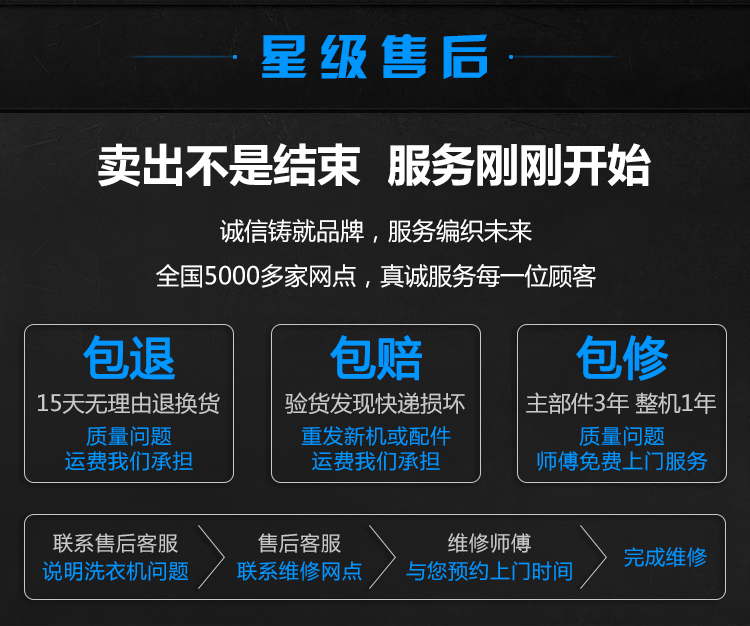 星级售后
卖出不是结束 服务刚刚开始
诚信铸就品牌，服务编织未来
全国5000多家网点，真诚服务每一位顾客
包退
15天无理由退换货
质量问题
运费我们承担
包赔
验货发现快递损坏
重发新机或配件
运费我们承担
包修
主部件3年 整机1年
质量问题
师傅免费上门服务
联系售后客服
说明洗衣机问题
售后客服
联系维修网点
维修师傅
与您预约上门时间
完成维修